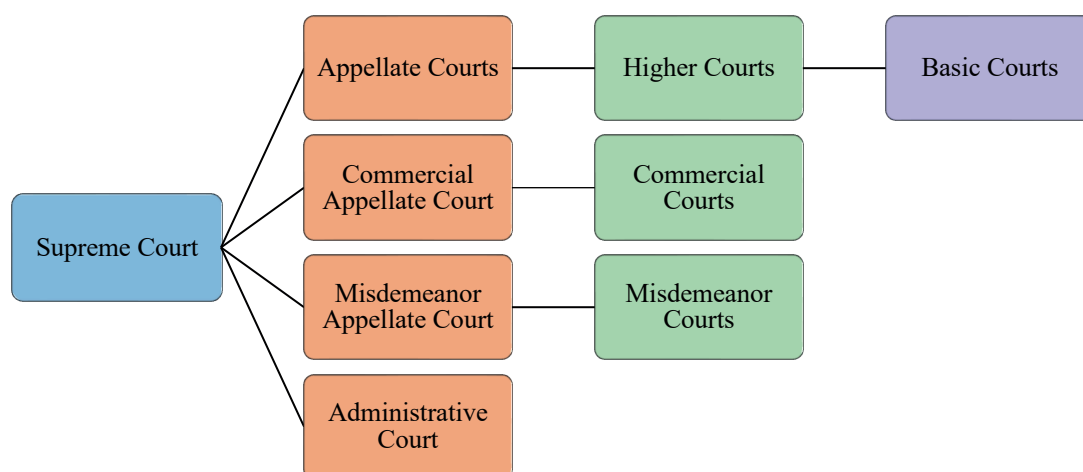 Appellate Courts
Higher Courts
Basic Courts
Commercial
Appellate Court
Commercial
Courts
Supreme Court
Misdemeanor
Appellate Court
Misdemeanor
Courts
Administrative
Court